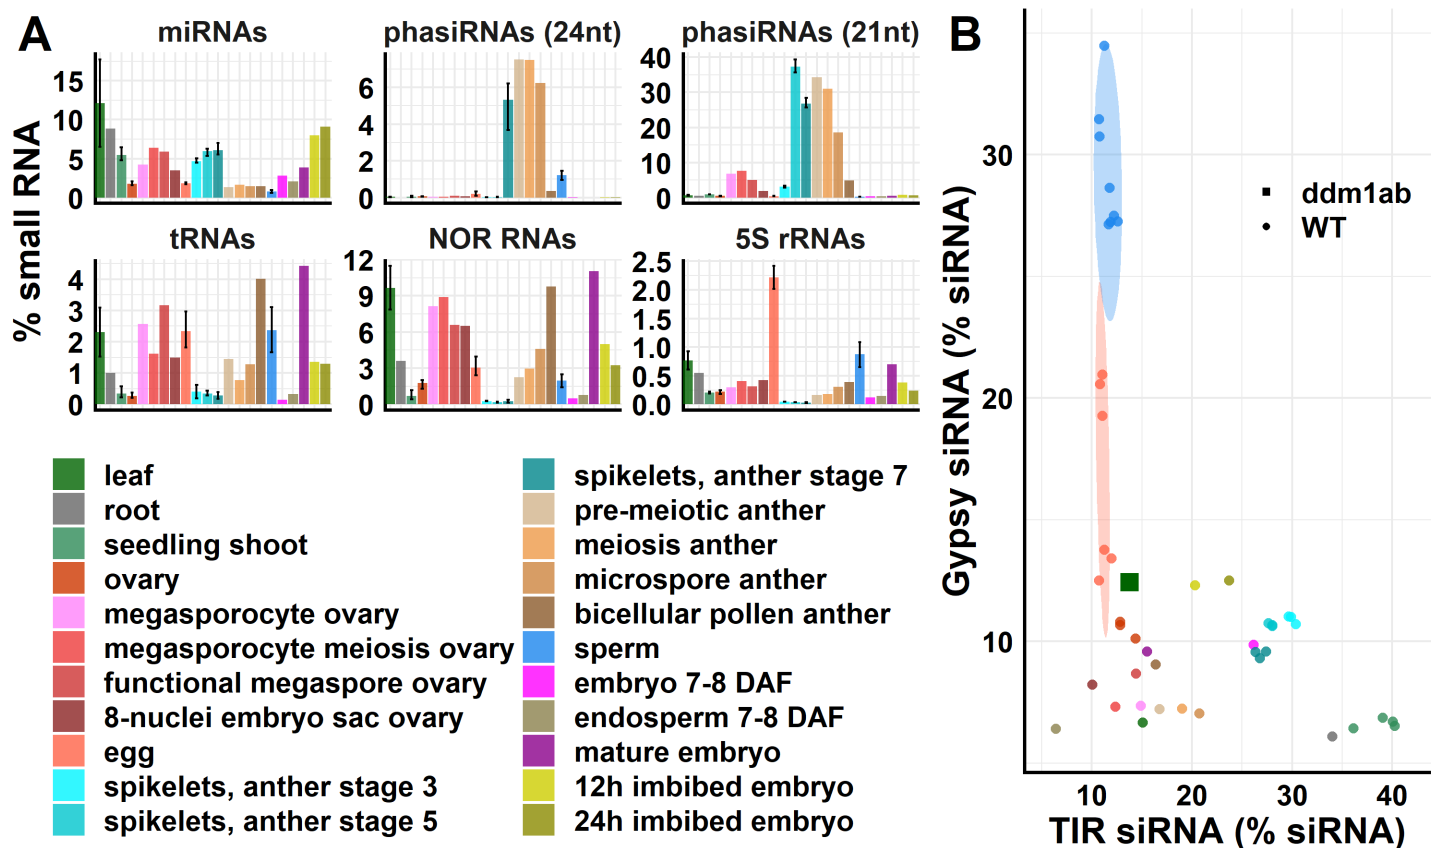 A
miRNAs
phasiRNAs (24nt)
phasiRNAs (21nt)
B
% small RNA
15
10
5
0
6
4
2
0
40
30
20
10
0
tRNAs
NOR RNAs
5S rRNAs
4
3
2
1
0
12
9
6
3
0
2.5
2.0
1.5
1.0
0.5
0.0
leaf
root
seedling shoot
ovary
megasporocyte ovary
megasporocyte meiosis ovary
functional megaspore ovary
8-nuclei embryo sac ovary
egg
spikelets, anther stage 3
spikelets, anther stage 5
spikelets, anther stage 7
pre-meiotic anther
meiosis anther
microspore anther
bicellular pollen anther
sperm
embryo 7-8 DAF
endosperm 7-8 DAF
mature embryo
12h imbibed embryo
24h imbibed embryo
Gypsy siRNA (% siRNA)
30
20
10
ddm1ab
WT
10 20 30 40
TIR siRNA (% siRNA)